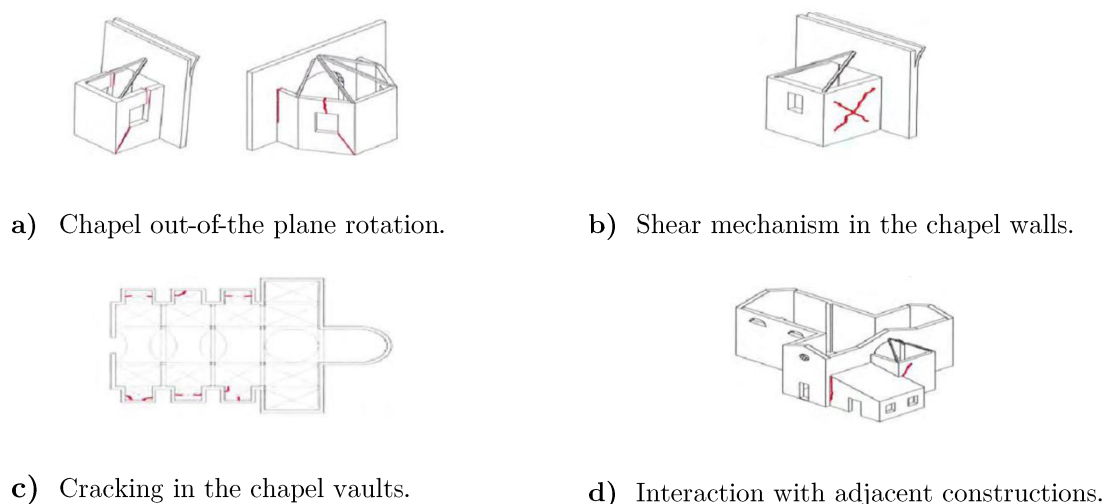 a) Chapel out-of-the plane rotation.
b) Shear mechanism in the chapel walls.
c) Cracking in the chapel vaults.
d) Interaction with adjacent constructions.